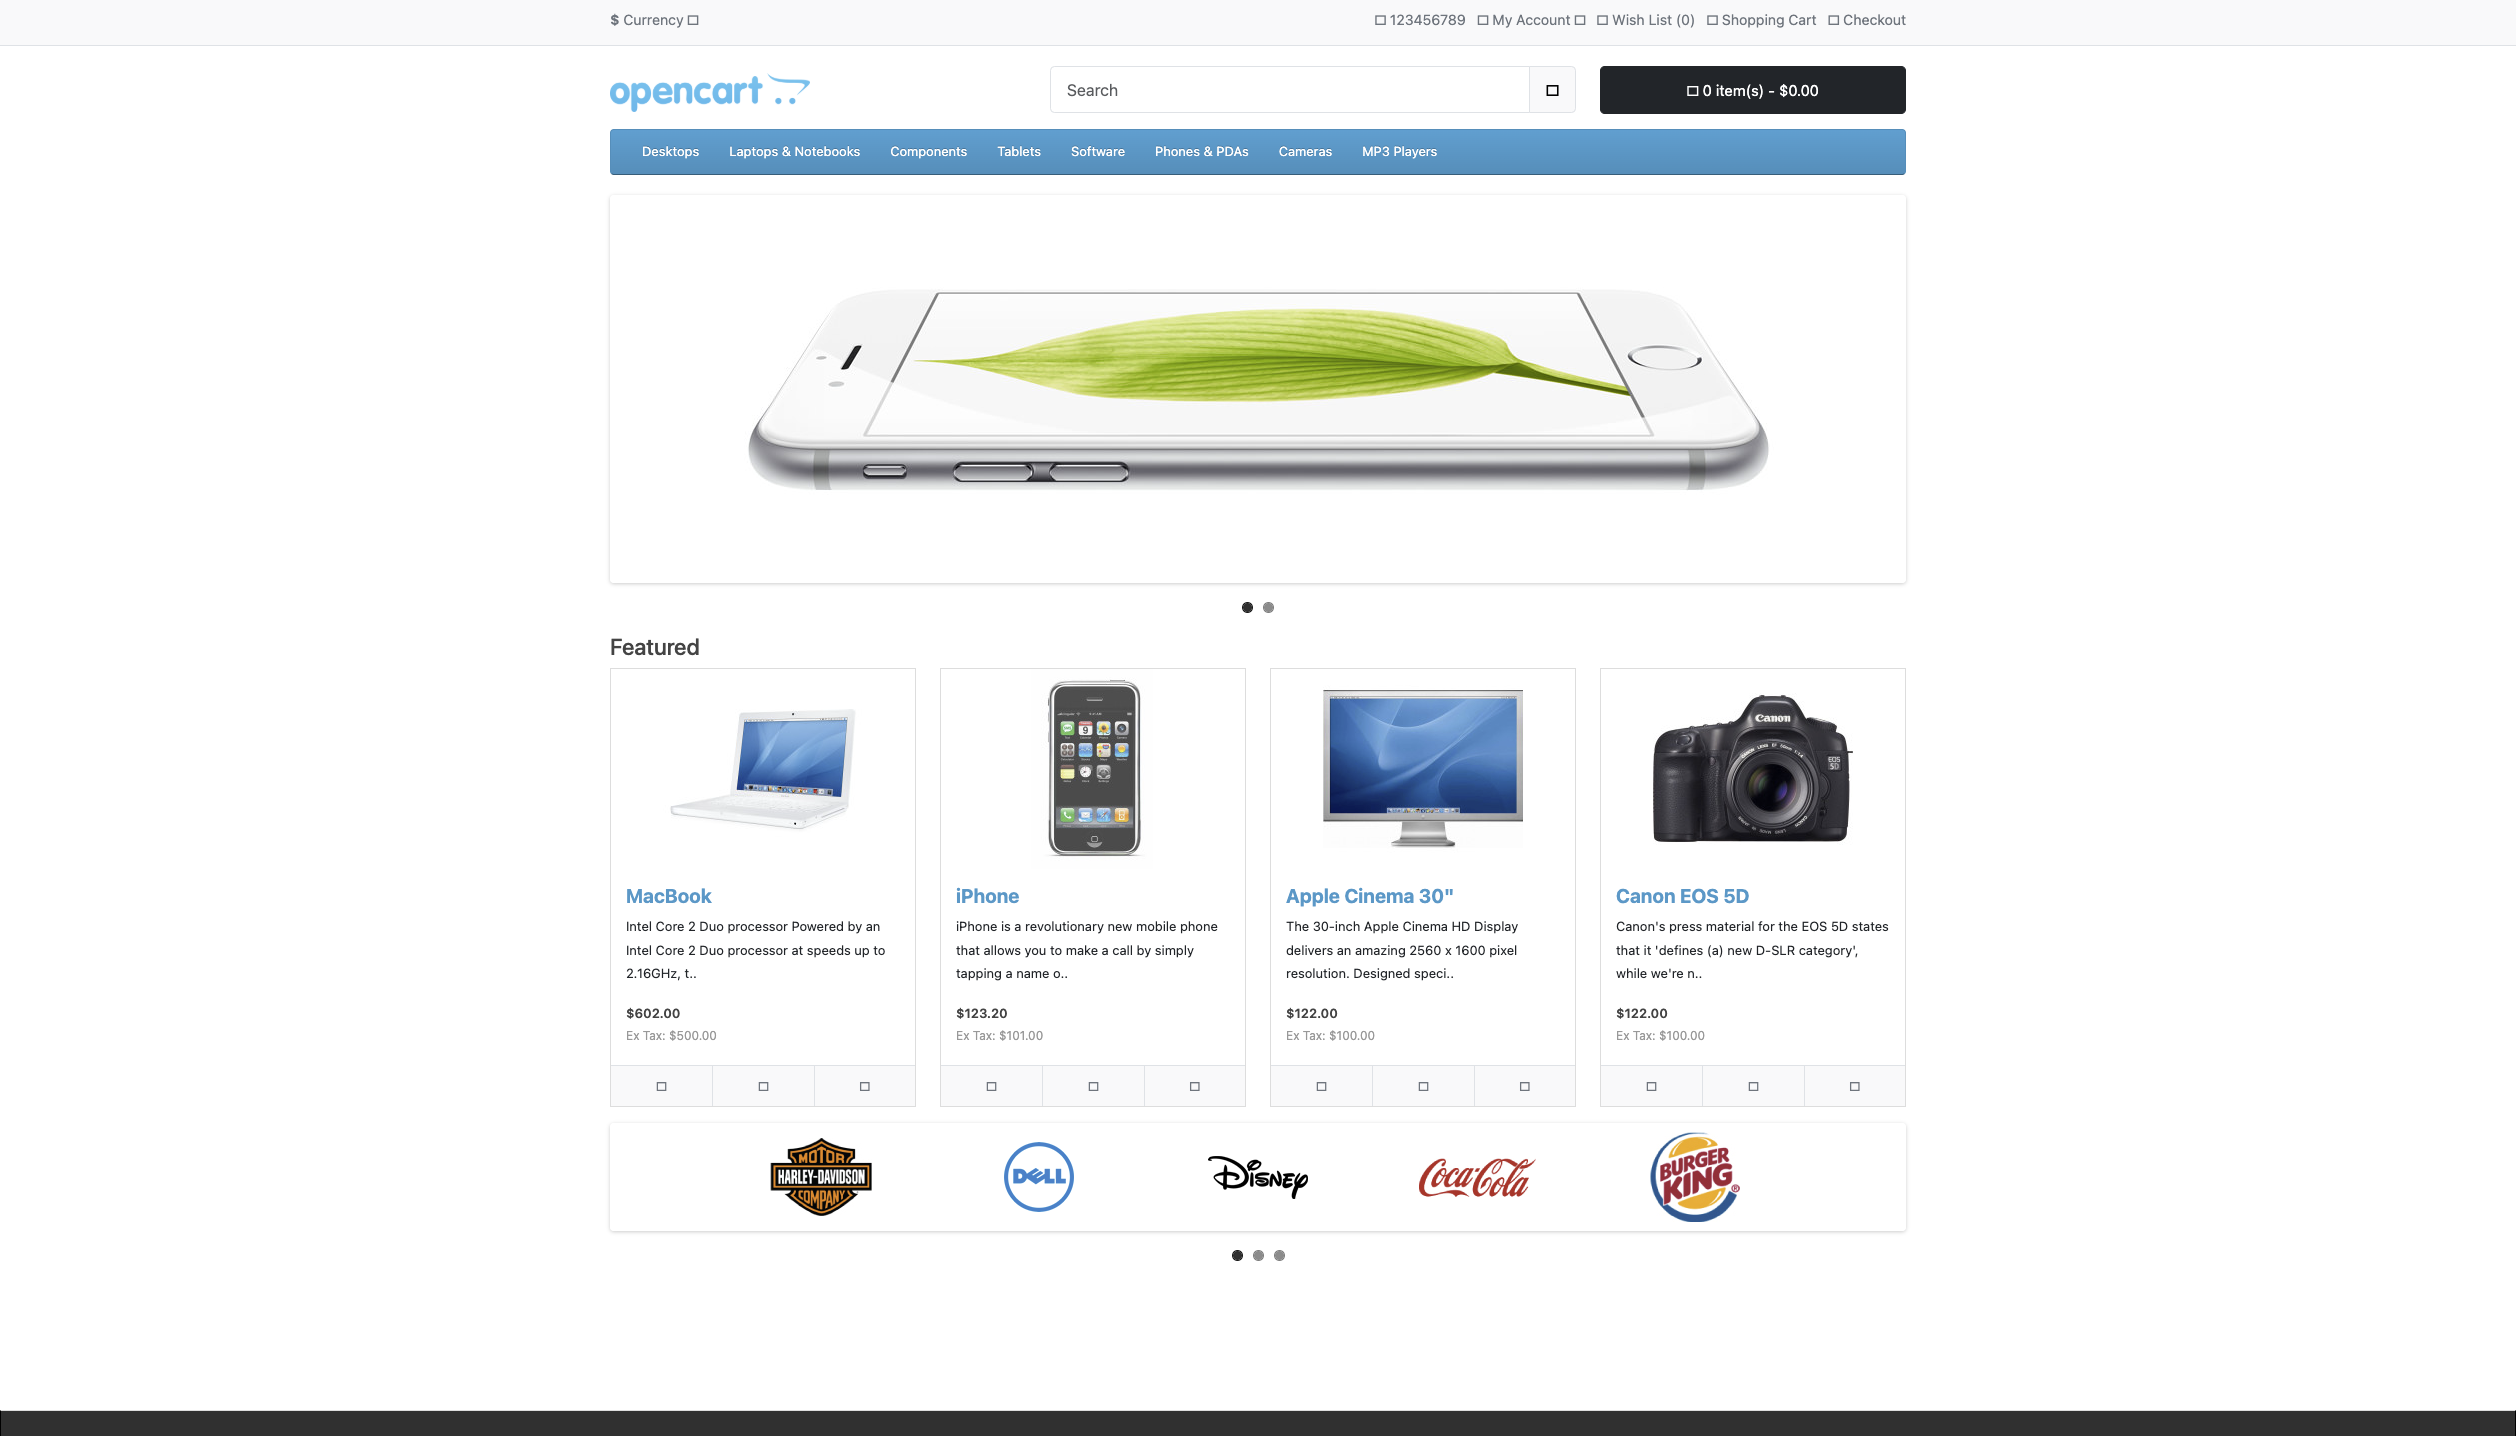 $ Currency
123456789 My Account Wish List (0) Shopping Cart Checkout
opencart
Search
0 item(s) - $0.00
Desktops Laptops & Notebooks Components Tablets Software Phones & PDAs Cameras MP3 Players
Featured
Canon
EOS
5D
MacBook
Intel Core 2 Duo processor Powered by an
Intel Core 2 Duo processor at speeds up to
2.16GHz, t..
$602.00
Ex Tax: $500.00
iPhone
iPhone is a revolutionary new mobile phone
that allows you to make a call by simply
tapping a name o..
$123.20
Ex Tax: $101.00
Apple Cinema 30"
The 30-inch Apple Cinema HD Display
delivers an amazing 2560 x 1600 pixel
resolution. Designed speci..
$122.00
Ex Tax: $100.00
Canon EOS 5D
Canon's press material for the EOS 5D states
that it 'defines (a) new D-SLR category',
while we're n..
$122.00
Ex Tax: $100.00
MOTOR
HARLEY-DAVIDSON
COMPANY
DELL
Disney
Coca-Cola
BURGER
KING®